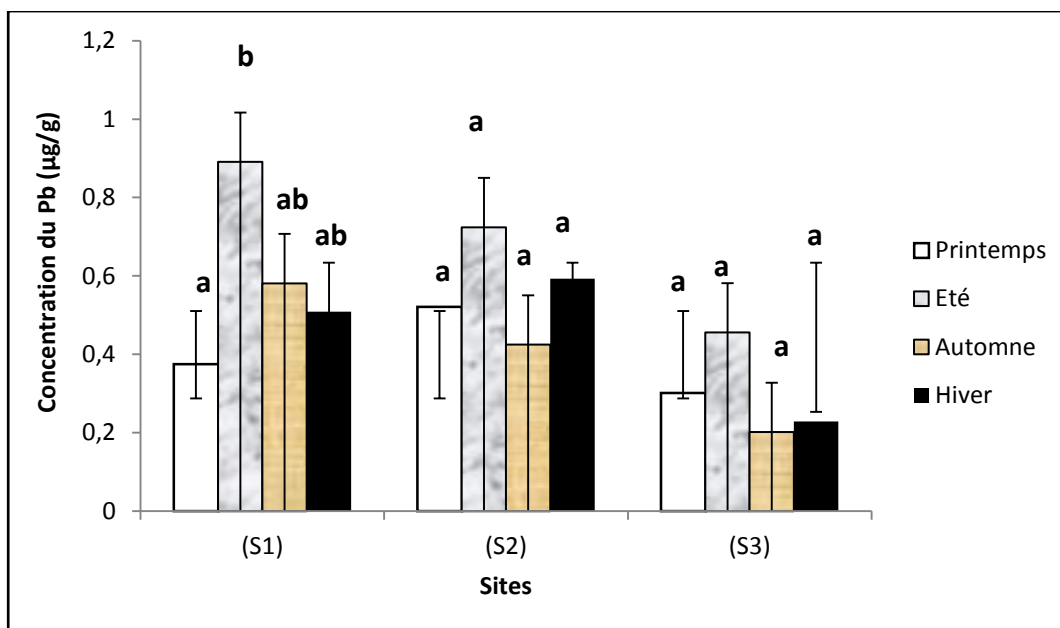 1,2
1
0,8
0,6
0,4
0,2
0
Concentration du Pb (µg/g)
a
b
ab
ab
a
a
a
a
a
a
a
a
(S1)
(S2)
(S3)
Sites
Printemps
Eté
Automne
Hiver